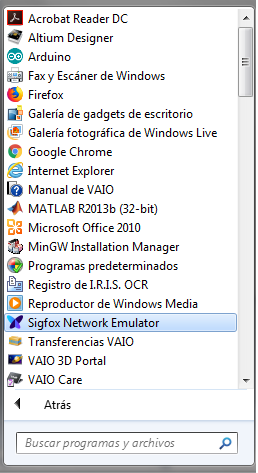 Acrobat Reader DC
Altium Designer
Arduino
Fax y Escáner de Windows
Firefox
Galería de gadgets de escritorio
Galería fotográfica de Windows Live
Google Chrome
Internet Explorer
Manual de VAIO
MATLAB R2013b (32-bit)
Microsoft Office 2010
MinGW Installation Manager
Programas predeterminados
Registro de I.R.I.S. OCR
Reproductor de Windows Media
Sigfox Network Emulator
Transferencias VAIO
VAIO 3D Portal
VAIO Care
Atrás
Buscar programas y archivos